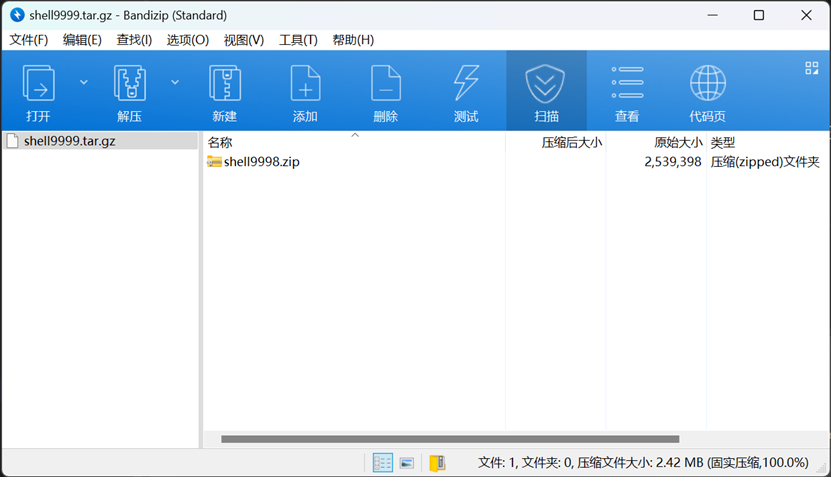 shell9999.tar.gz - Bandizip (Standard)
文件(F) 编辑(E) 查找(I) 选项(O) 视图(V) 工具(T) 帮助(H)
打开 解压 新建 添加 删除 测试 扫描 查看 代码页
shell9999.tar.gz
名称 压缩后大小 原始大小 类型
shell9998.zip 2,539,398 压缩(zipped)文件夹
文件: 1, 文件夹: 0, 压缩文件大小: 2.42 MB (固实压缩,100.0%)